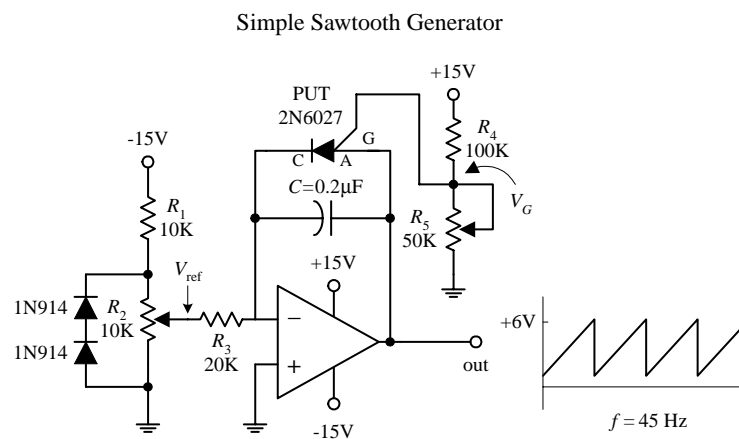 Simple Sawtooth Generator
+15V
PUT
2N6027
G
C
A
R4
100K
-15V
C=0.2µF
VG
R1
10K
R5
50K
Vref
+15V
1N914
R2
10K
1N914
R3
20K
−
+
out
-15V
+6V
f = 45 Hz